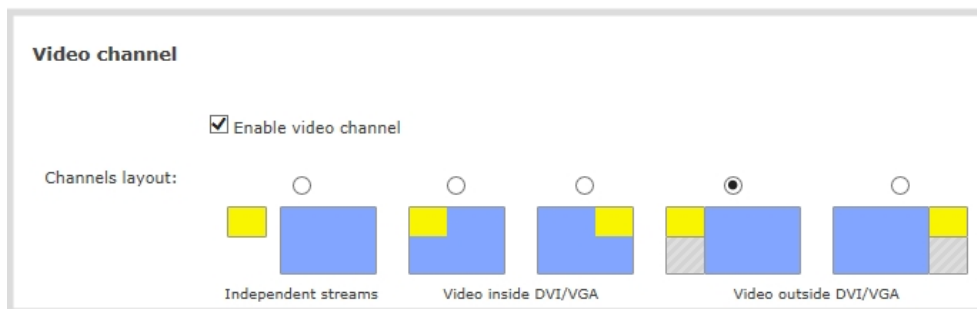 Video channel
Enable video channel
Channels layout:
Independent streams
Video inside DVI/VGA
Video outside DVI/VGA